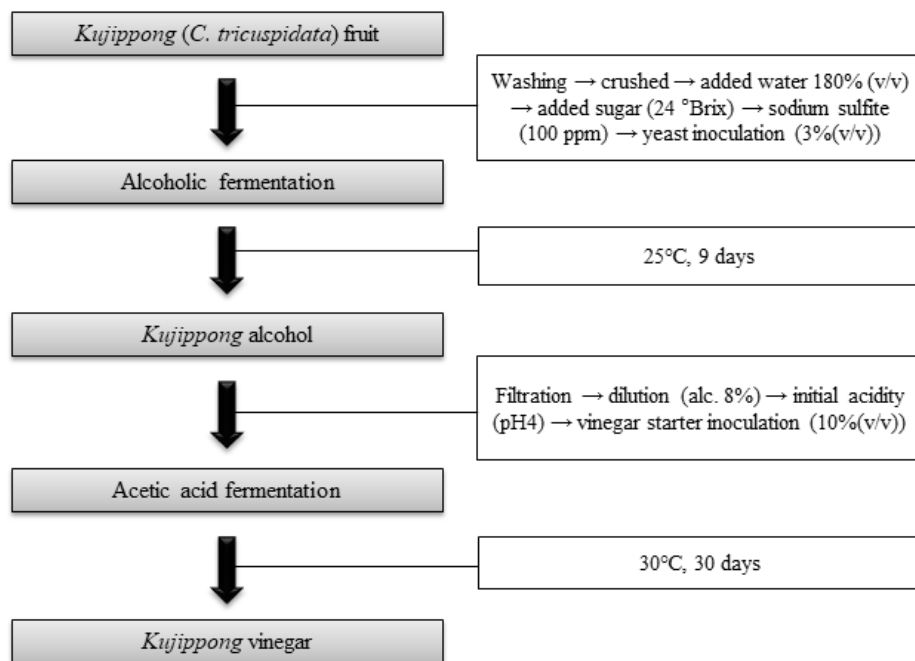 Kujippong (C. tricuspidata) fruit
Washing → crushed → added water 180% (v/v)
→ added sugar (24 °Brix) → sodium sulfite
(100 ppm) → yeast inoculation (3%(v/v))
Alcoholic fermentation
25°C, 9 days
Kujippong alcohol
Filtration → dilution (alc. 8%) → initial acidity
(pH4) → vinegar starter inoculation (10%(v/v))
Acetic acid fermentation
30°C, 30 days
Kujippong vinegar